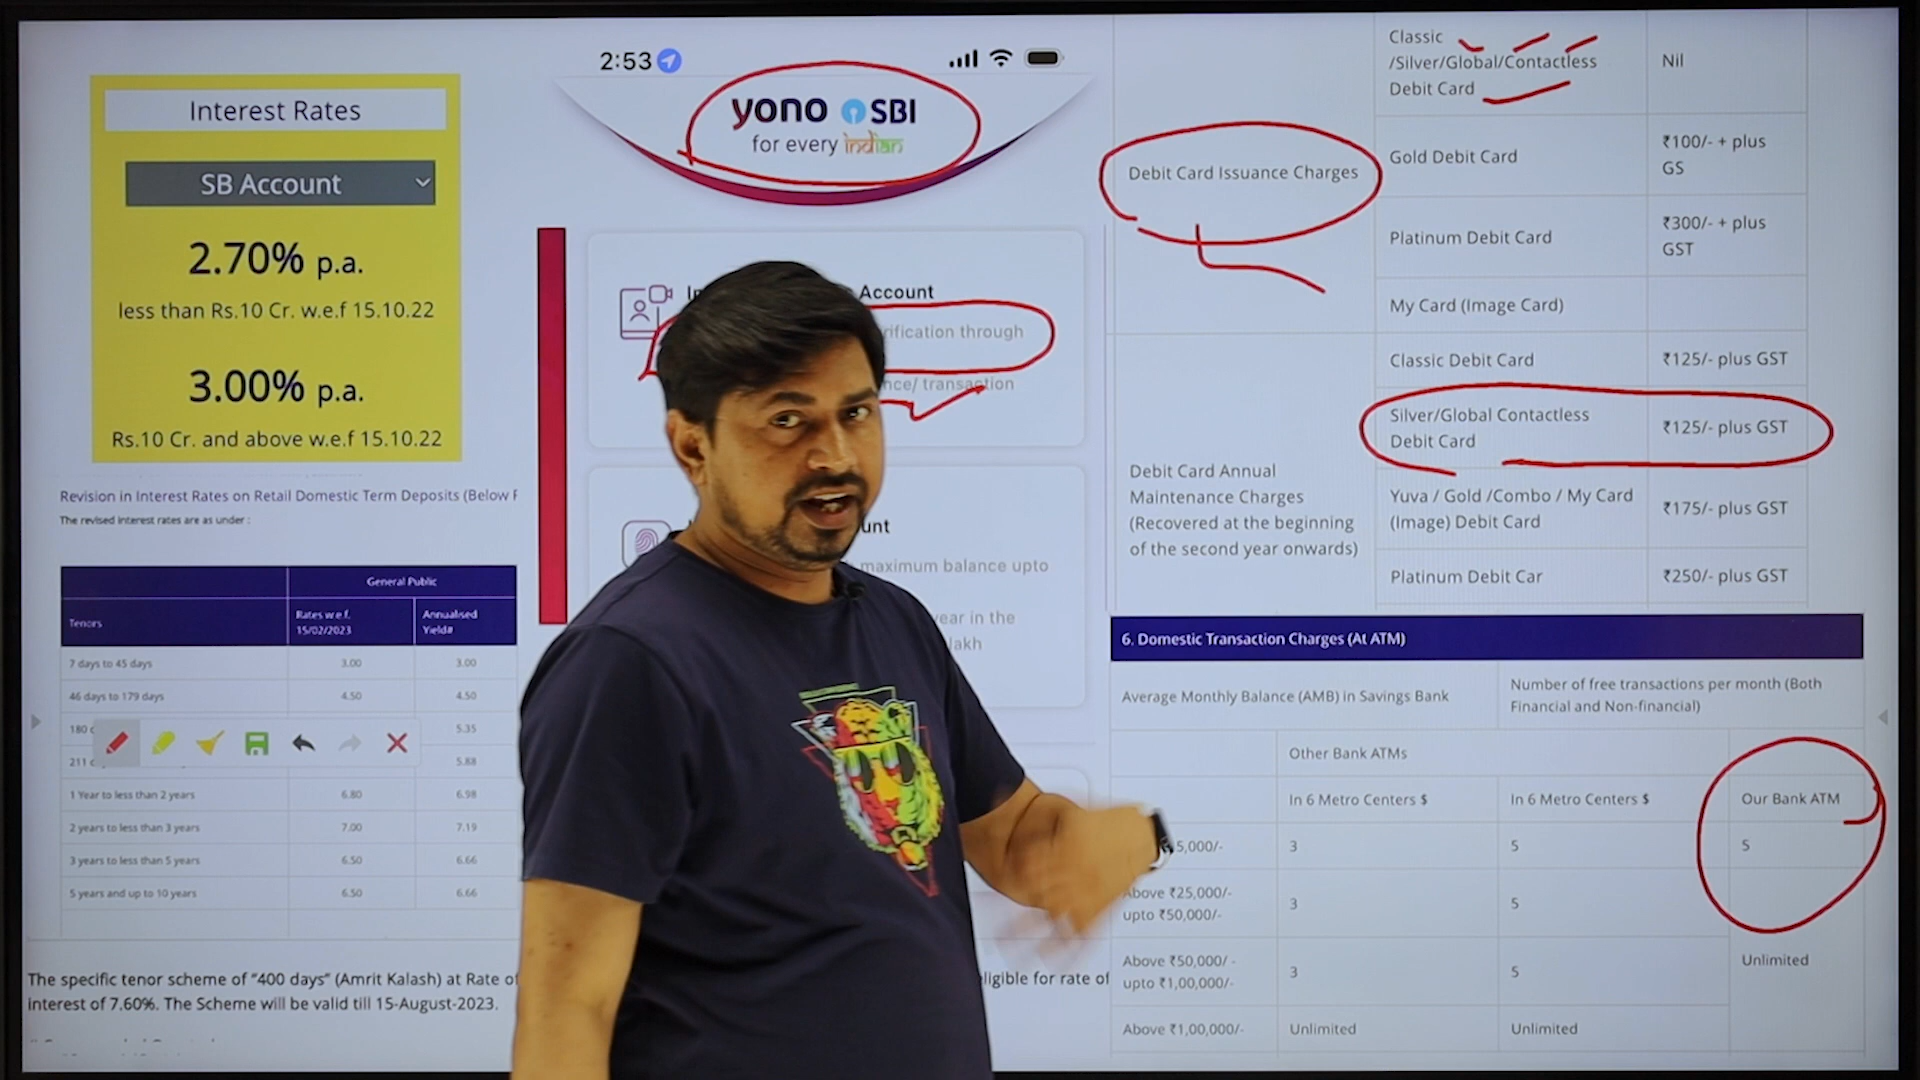 Interest Rates
SB Account
2.70% p.a.
less than Rs.10 Cr. w.e.f 15.10.22
3.00% p.a.
Rs.10 Cr. and above w.e.f 15.10.22
Revision in Interest Rates on Retail Domestic Term Deposits (Below
The revised interest rates are as under :
General Public
Tenors
Rates w.e.f.
15/02/2023
Annualised
Yield#
7 days to 45 days 3.00 3.00
46 days to 179 days 4.50 4.50
180 5.35
211 5.88
1 Year to less than 2 years 6.80 6.98
2 years to less than 3 years 7.00 7.19
3 years to less than 5 years 6.50 6.66
5 years and up to 10 years 6.50 6.66
The specific tenor scheme of "400 days" (Amrit Kalash) at Rate of
interest of 7.60%. The Scheme will be valid till 15-August-2023.
eligible for rate of
2:53
yono SBI
for every indian
Account
through
transaction
maximum balance upto
year in the
lakh
Debit Card Issuance Charges
Classic
/Silver/Global/Contactless
Debit Card
Nil
Gold Debit Card
₹100/- + plus
GS
Platinum Debit Card
₹300/- + plus
GST
My Card (Image Card)
Debit Card Annual
Maintenance Charges
(Recovered at the beginning
of the second year onwards)
Classic Debit Card
₹125/- plus GST
Silver/Global Contactless
Debit Card
₹125/- plus GST
Yuva / Gold /Combo / My Card
(Image) Debit Card
₹175/- plus GST
Platinum Debit Car
₹250/- plus GST
6. Domestic Transaction Charges (At ATM)
Average Monthly Balance (AMB) in Savings Bank
Number of free transactions per month (Both
Financial and Non-financial)
Other Bank ATMs
In 6 Metro Centers $
In 6 Metro Centers $
Our Bank ATM
5,000/- 3 5 5
Above ₹25,000/-
upto ₹50,000/-
3 5
Above ₹50,000/-
upto ₹1,00,000/-
3 5
Unlimited
Above ₹1,00,000/- Unlimited Unlimited